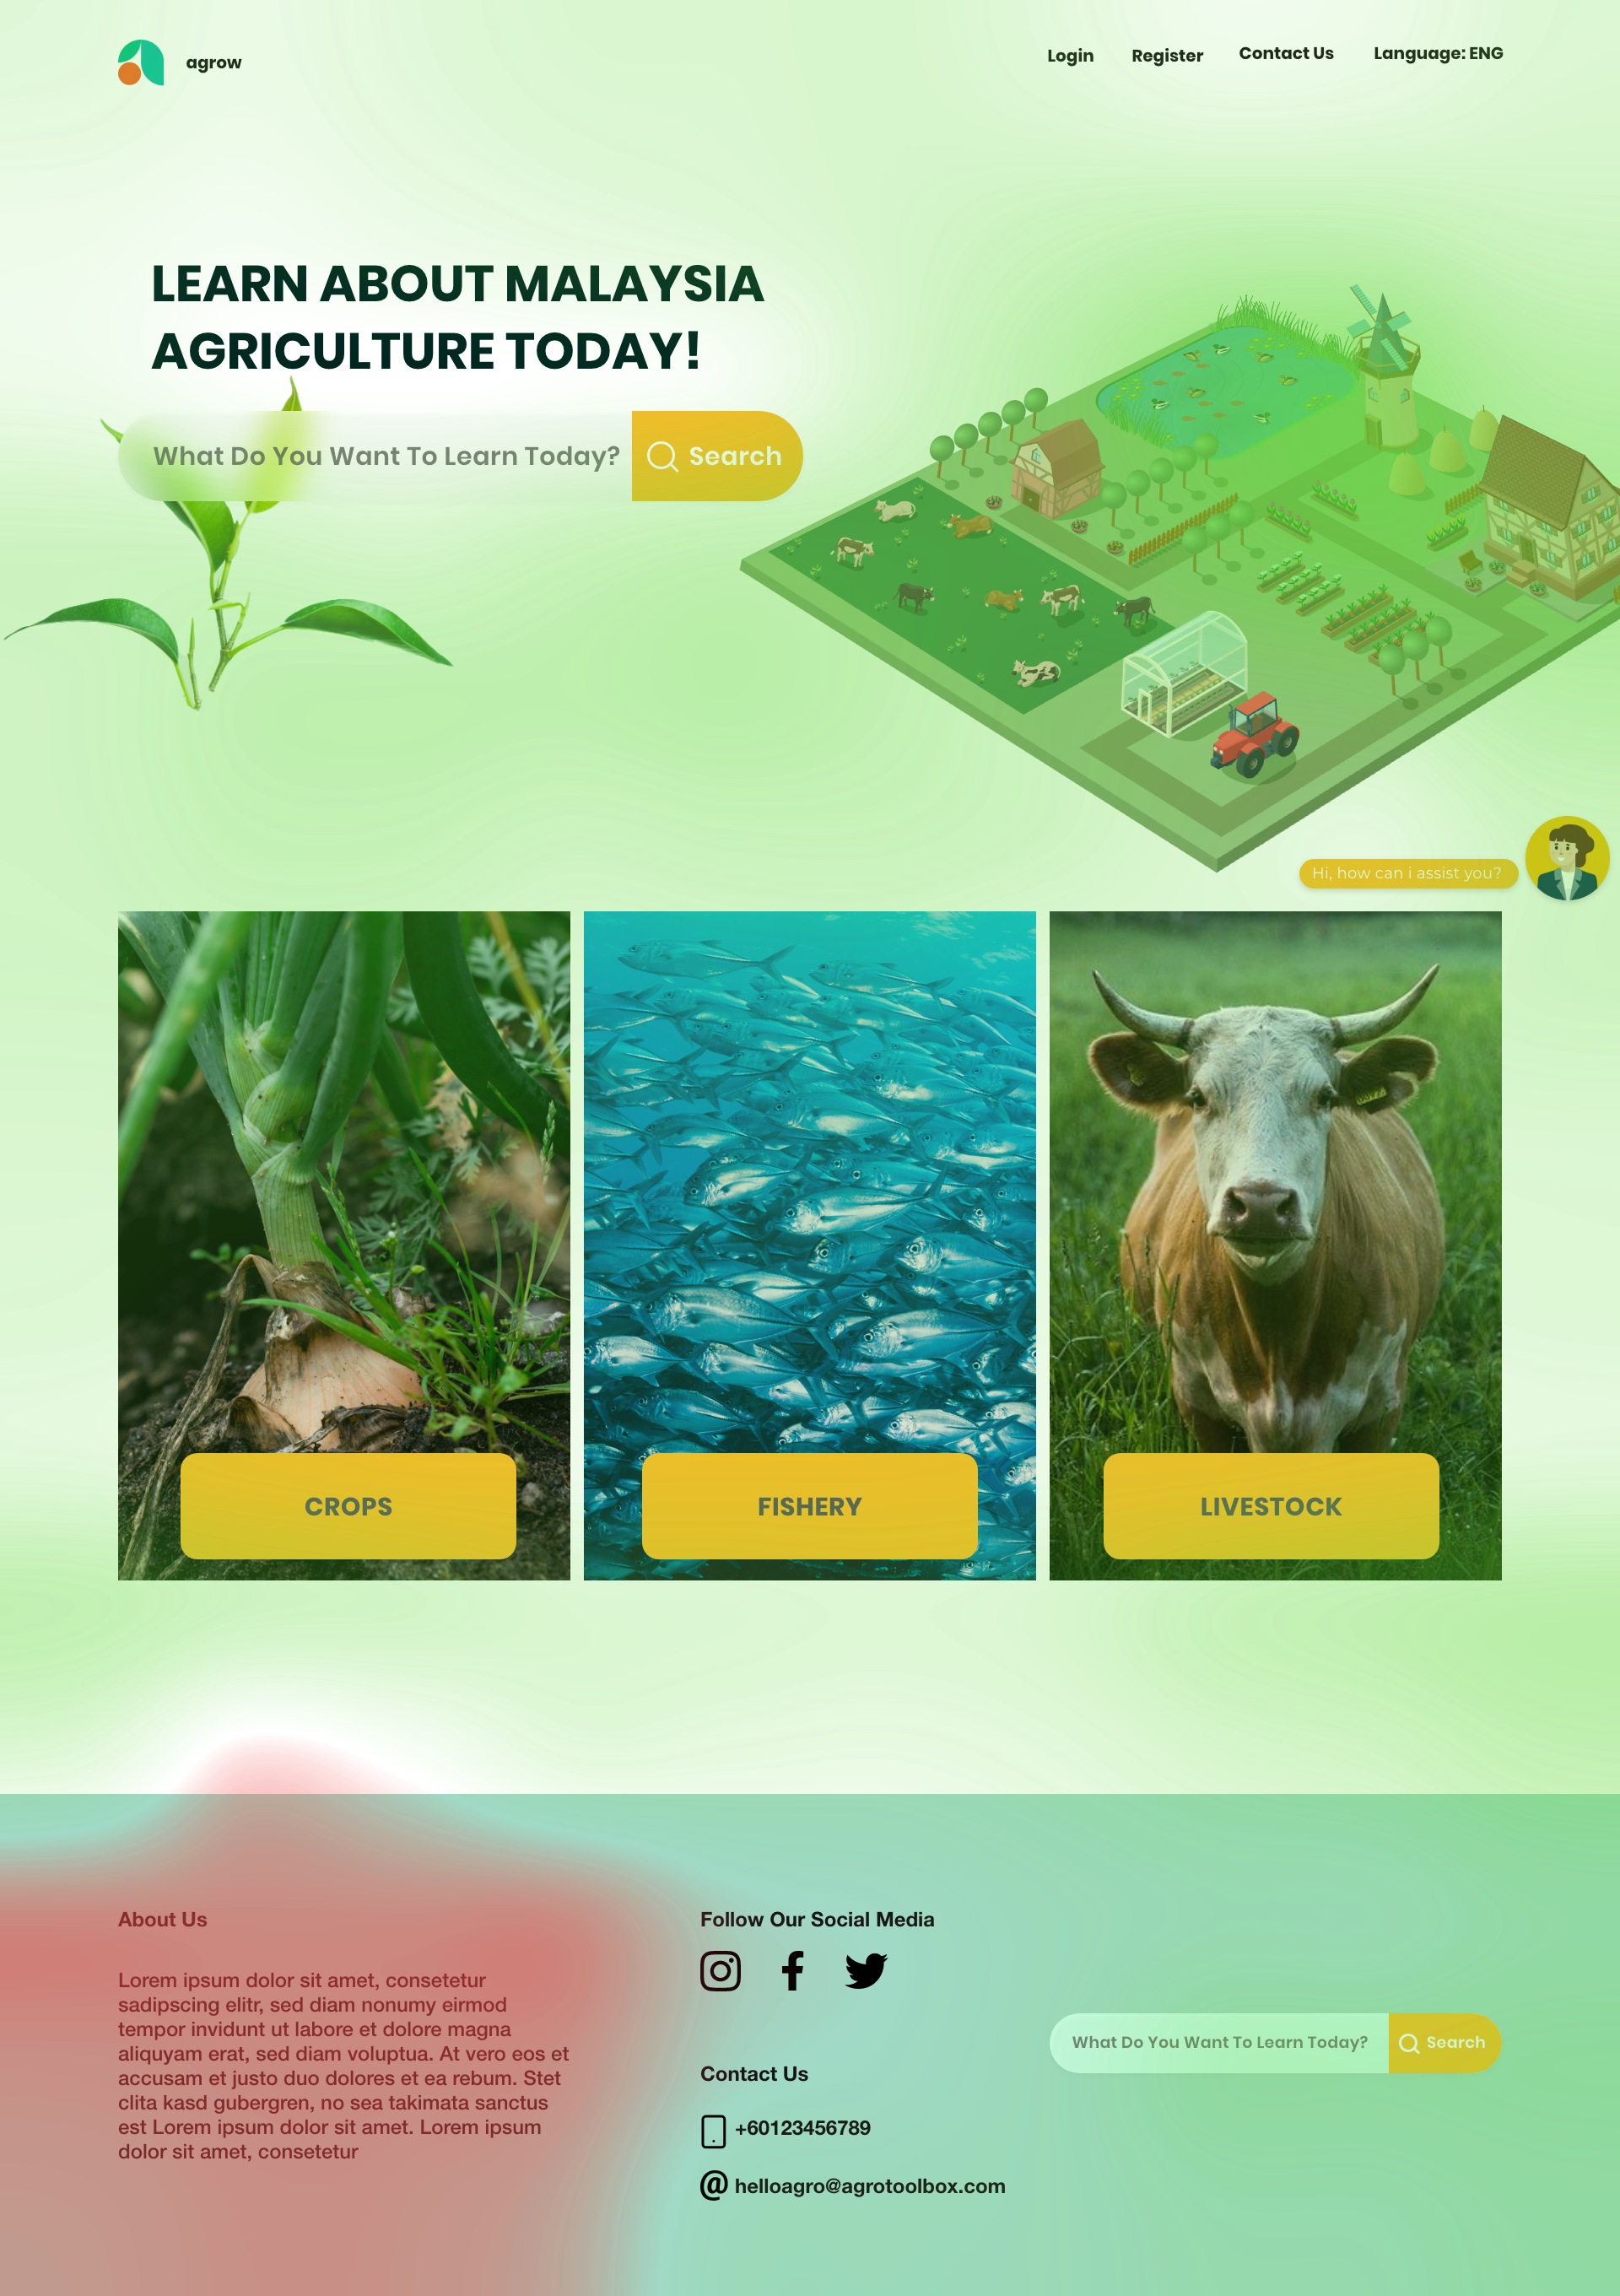 agrow
Login Register Contact Us Language: ENG
LEARN ABOUT MALAYSIA
AGRICULTURE TODAY!
What Do You Want To Learn Today? Search
Hi, how can i assist you?
CROPS
FISHERY
LIVESTOCK
About Us
Lorem ipsum dolor sit amet, consetetur
sadipscing elitr, sed diam nonumy eirmod
tempor invidunt ut labore et dolore magna
aliquyam erat, sed diam voluptua. At vero eos et
accusam et justo duo dolores et ea rebum. Stet
clita kasd gubergren, no sea takimata sanctus
est Lorem ipsum dolor sit amet. Lorem ipsum
dolor sit amet, consetetur
Follow Our Social Media
Contact Us
+60123456789
@ helloagro@agrotoolbox.com
What Do You Want To Learn Today? Search